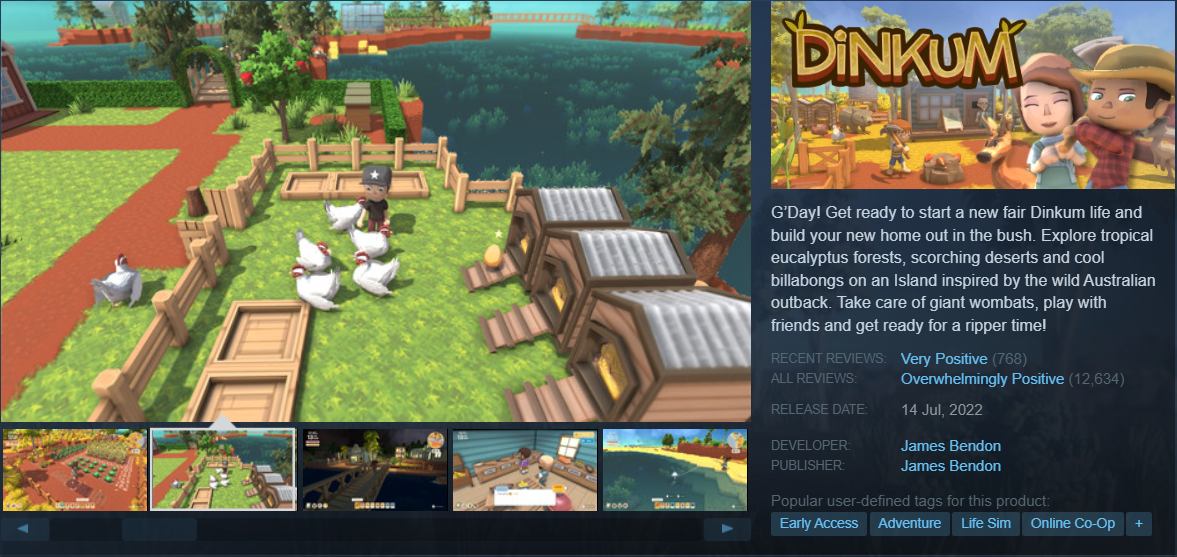 DiNKUM
G'Day! Get ready to start a new fair Dinkum life and
build your new home out in the bush. Explore tropical
eucalyptus forests, scorching deserts and cool
billabongs on an Island inspired by the wild Australian
outback. Take care of giant wombats, play with
friends and get ready for a ripper time!
RECENT REVIEWS: Very Positive (768)
ALL REVIEWS: Overwhelmingly Positive (12,634)
RELEASE DATE: 14 Jul, 2022
DEVELOPER: James Bendon
PUBLISHER: James Bendon
Popular user-defined tags for this product:
Early Access Adventure Life Sim Online Co-Op +